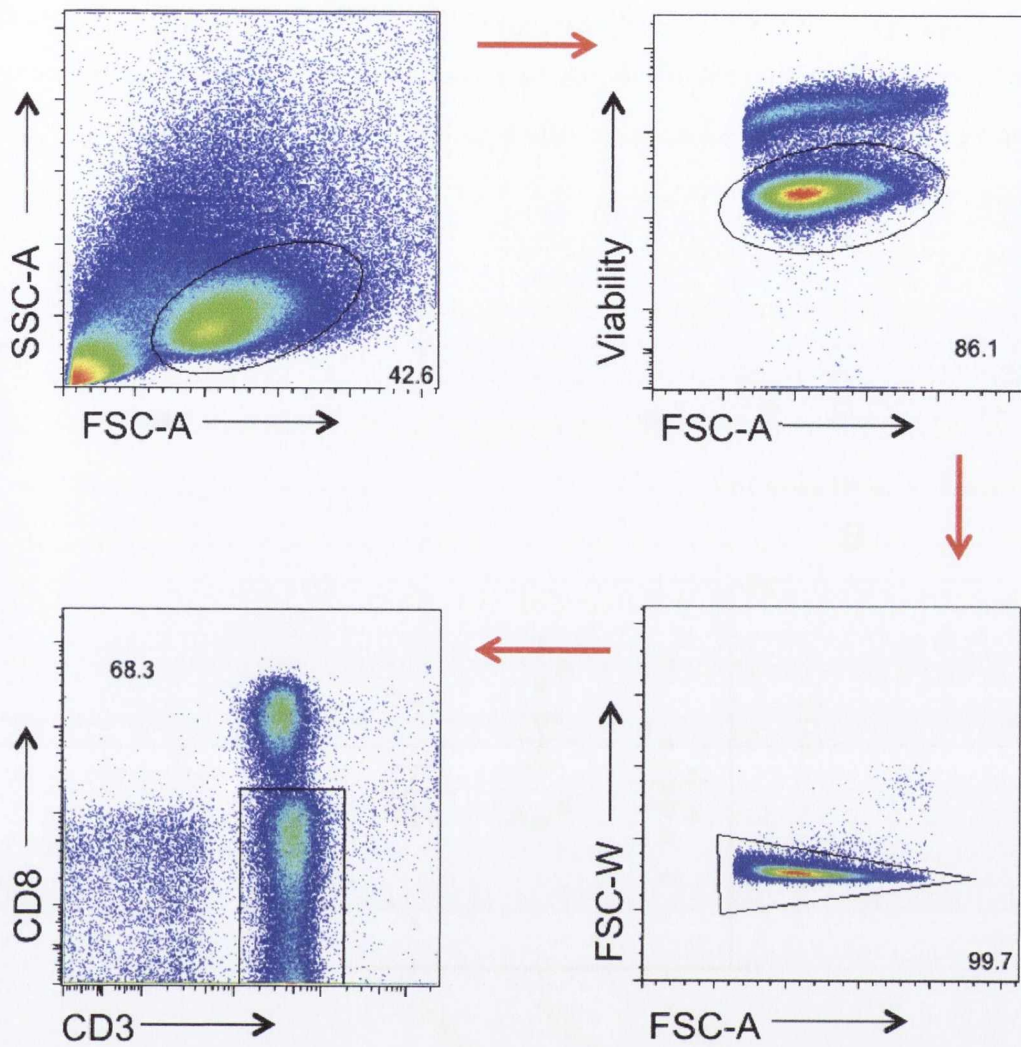 SSC-A
42.6
FSC-A
Viability
86.1
FSC-A
CD8
68.3
CD3
FSC-W
99.7
FSC-A